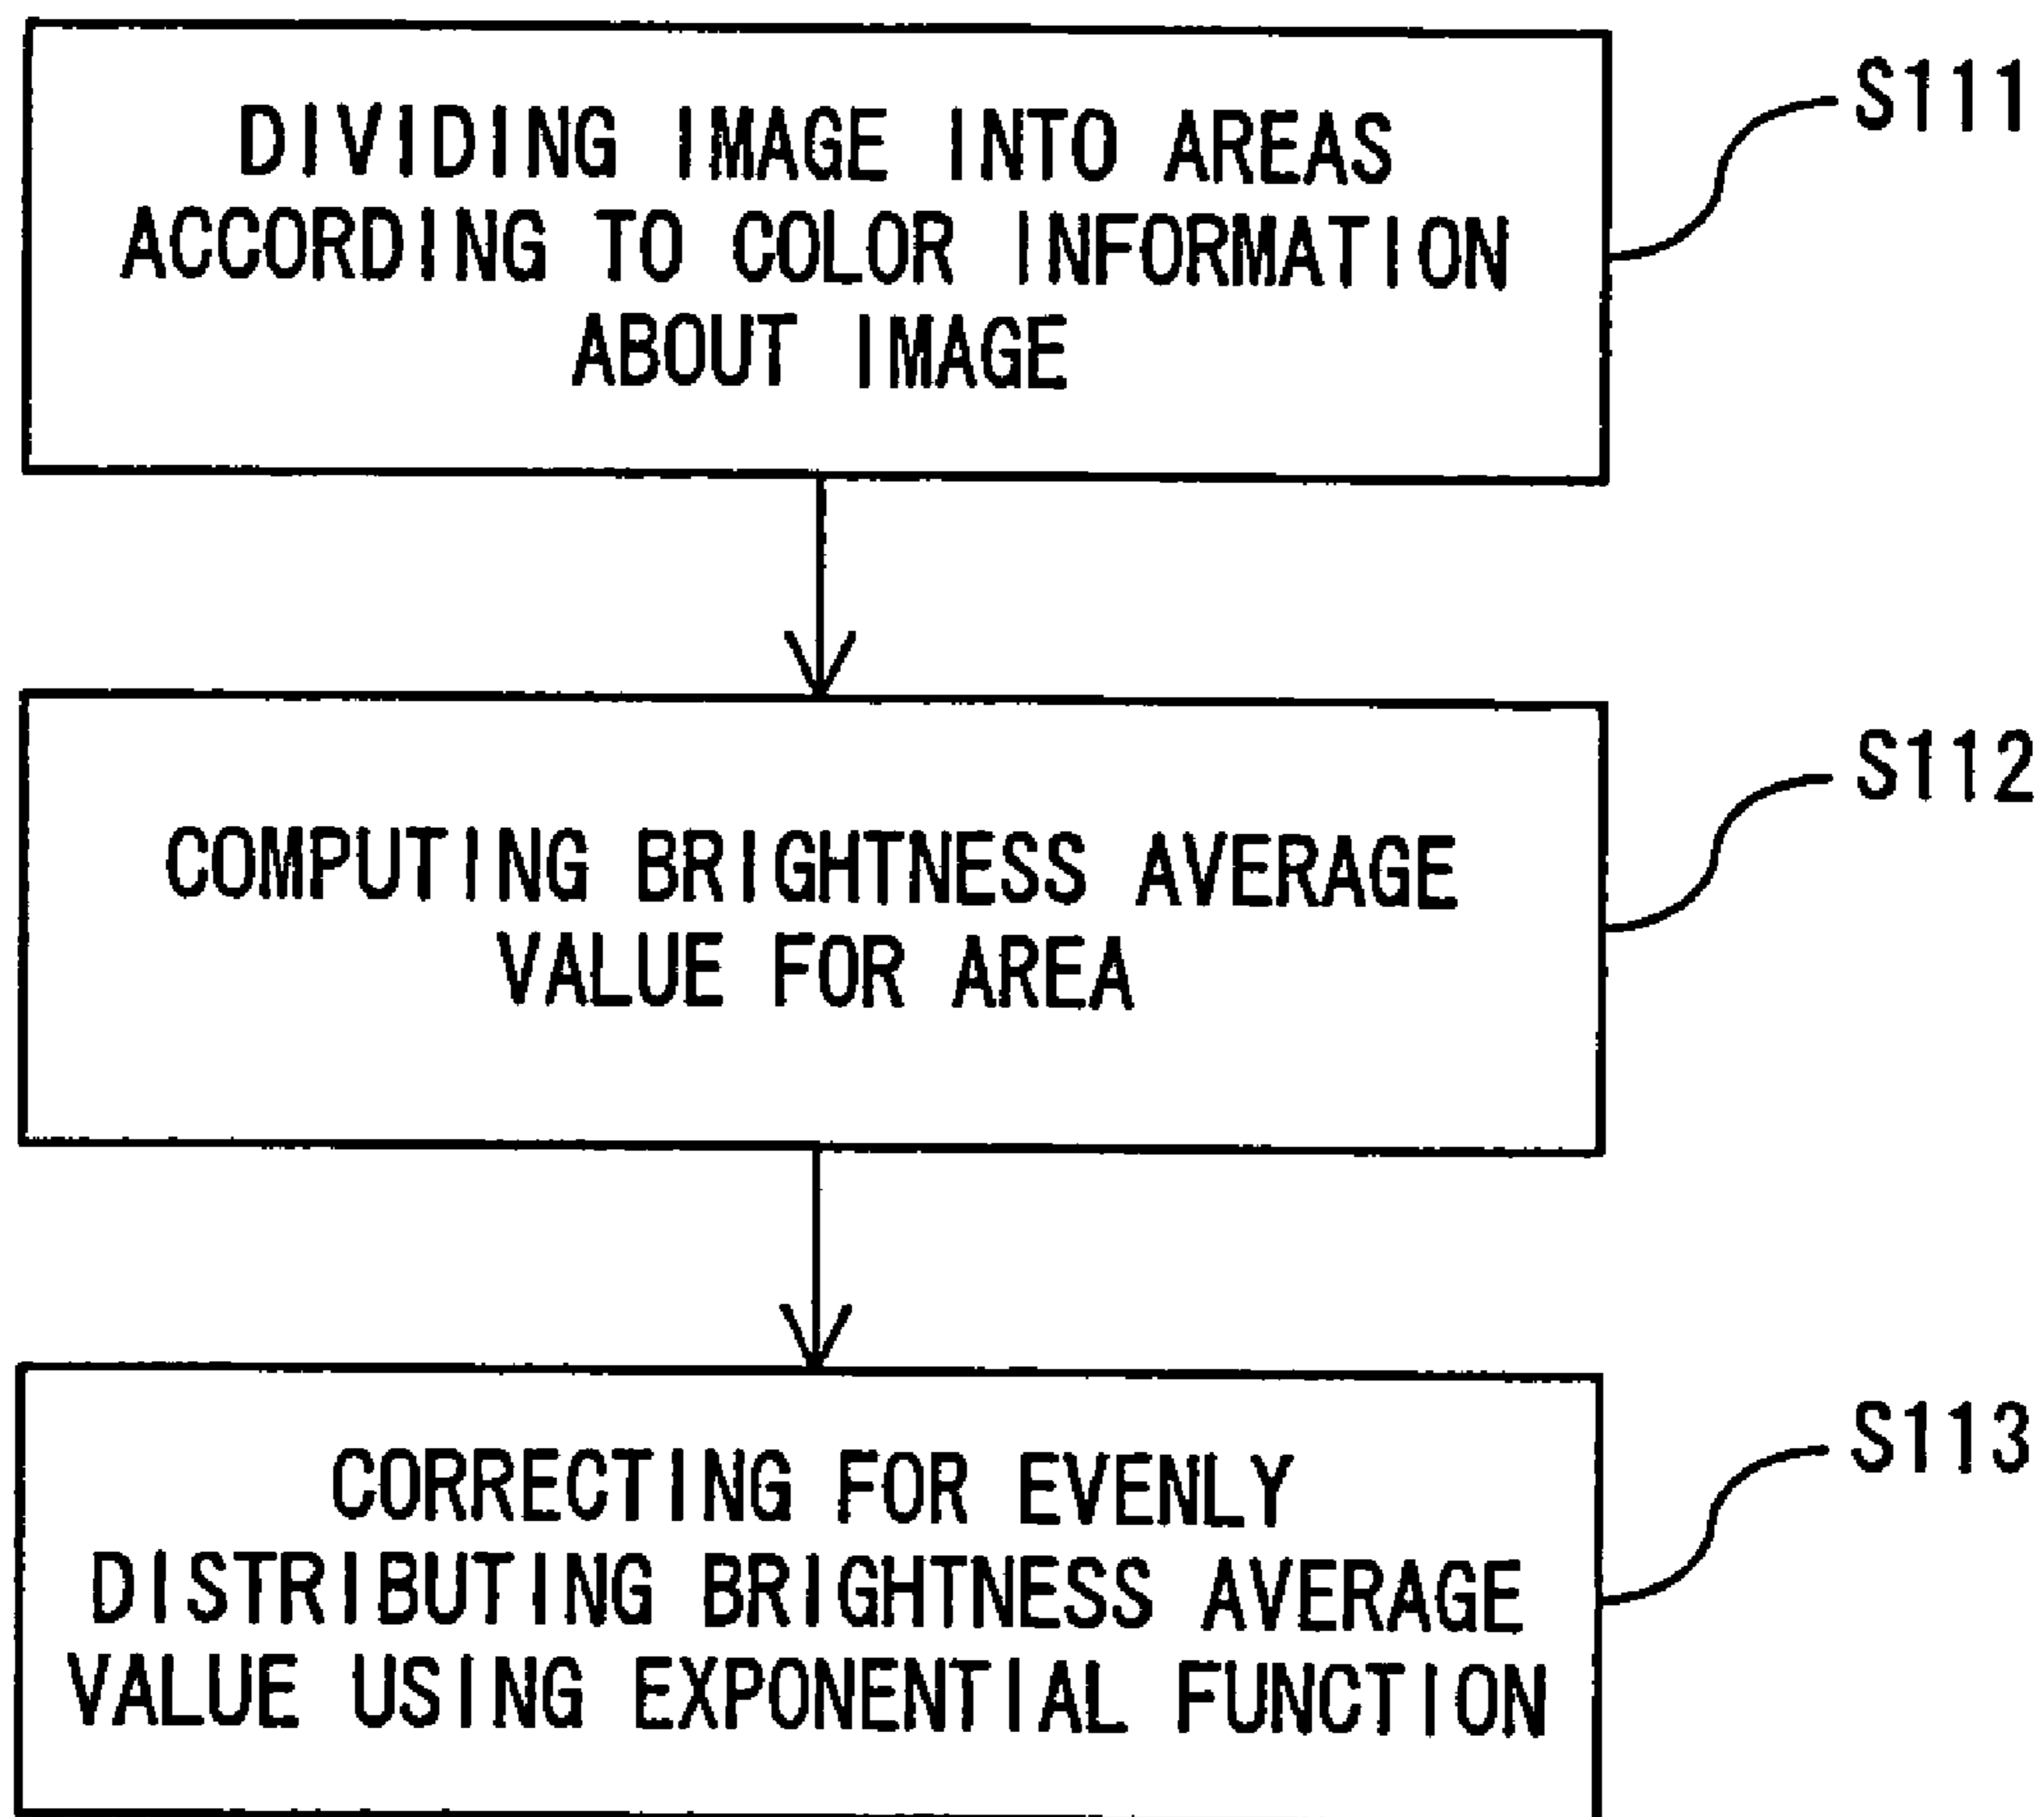 DIVIDING IMAGE INTO AREAS
ACCORDING TO COLOR INFORMATION
ABOUT IMAGE
S111
COMPUTING BRIGHTNESS AVERAGE
VALUE FOR AREA
S112
CORRECTING FOR EVENLY
DISTRIBUTING BRIGHTNESS AVERAGE
VALUE USING EXPONENTIAL FUNCTION
S113